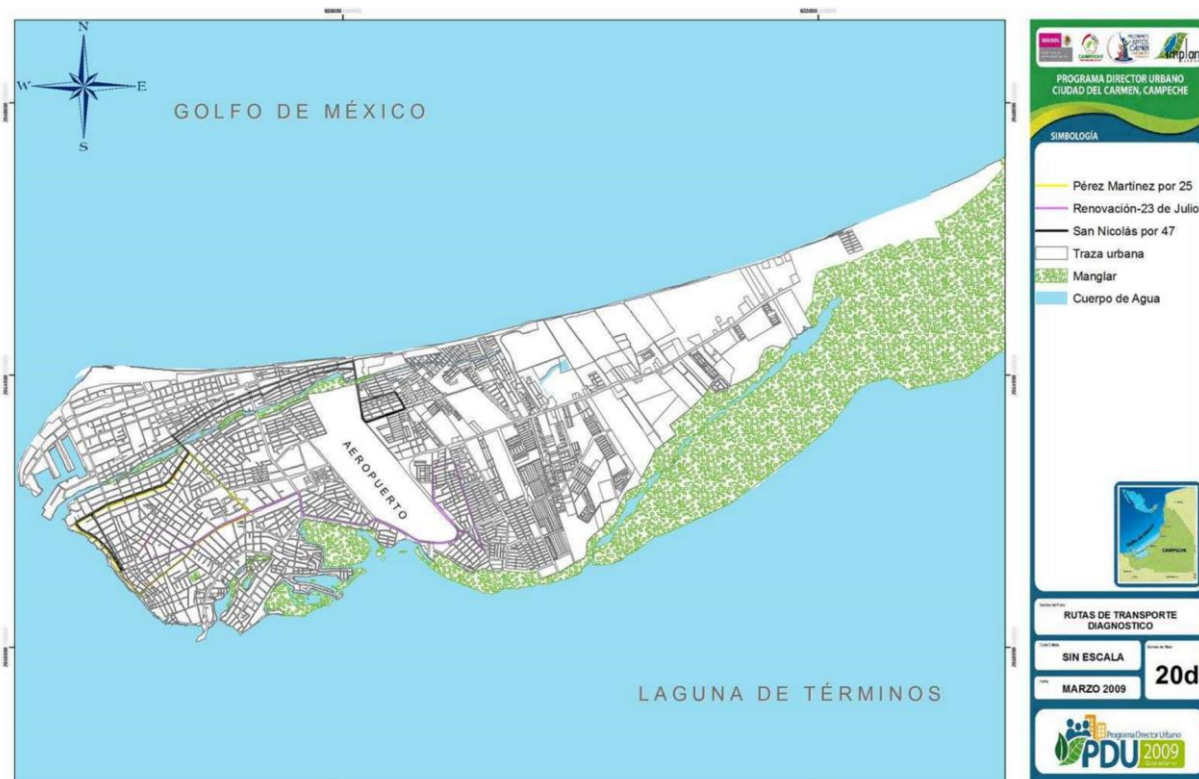 N
W
E
S
GOLFO DE MÉXICO
AEROPUERTO
LAGUNA DE TÉRMINOS
CAMPECHE
implan
PROGRAMA DIRECTOR URBANO
CIUDAD DEL CARMEN, CAMPECHE
SIMBOLOGÍA
Pérez Martínez por 25
Renovación-23 de Julio
San Nicolás por 47
Traza urbana
Manglar
Cuerpo de Agua
CAMPECHE
RUTAS DE TRANSPORTE
DIAGNOSTICO
SIN ESCALA
MARZO 2009
20d
Programa Director Urbano
PDU 2009